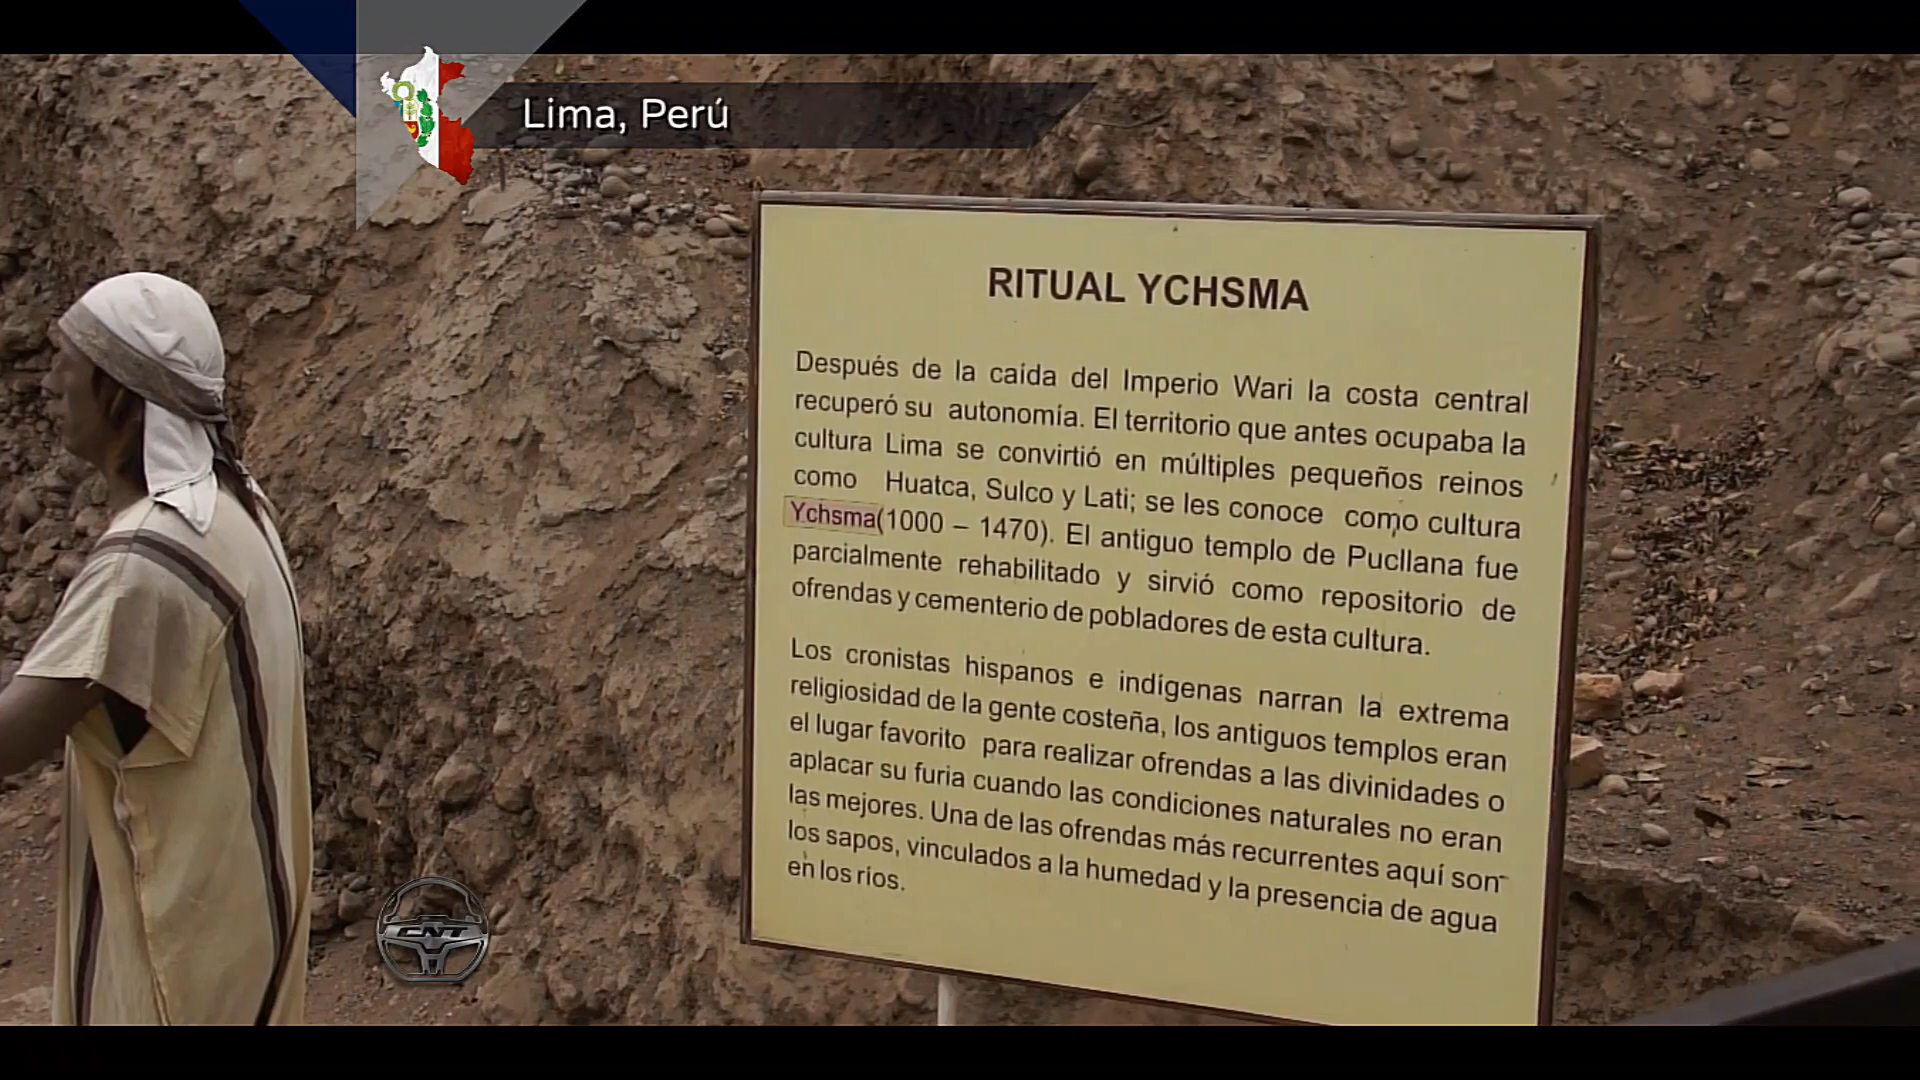 Lima, Perú
RITUAL YCHSMA
Después de la caída del Imperio Wari la costa central
recuperó su autonomía. El territorio que antes ocupaba la
cultura Lima se convirtió en múltiples pequeños reinos
como Huatca, Sulco y Lati; se les conoce como cultura
Ychsma(1000 – 1470). El antiguo templo de Pucllana fue
parcialmente rehabilitado y sirvió como repositorio de
ofrendas y cementerio de pobladores de esta cultura.
Los cronistas hispanos e indígenas narran la extrema
religiosidad de la gente costeña, los antiguos templos eran
el lugar favorito para realizar ofrendas a las divinidades o
aplacar su furia cuando las condiciones naturales no eran
las mejores. Una de las ofrendas más recurrentes aquí son
los sapos, vinculados a la humedad y la presencia de agua
en los ríos.
CNT